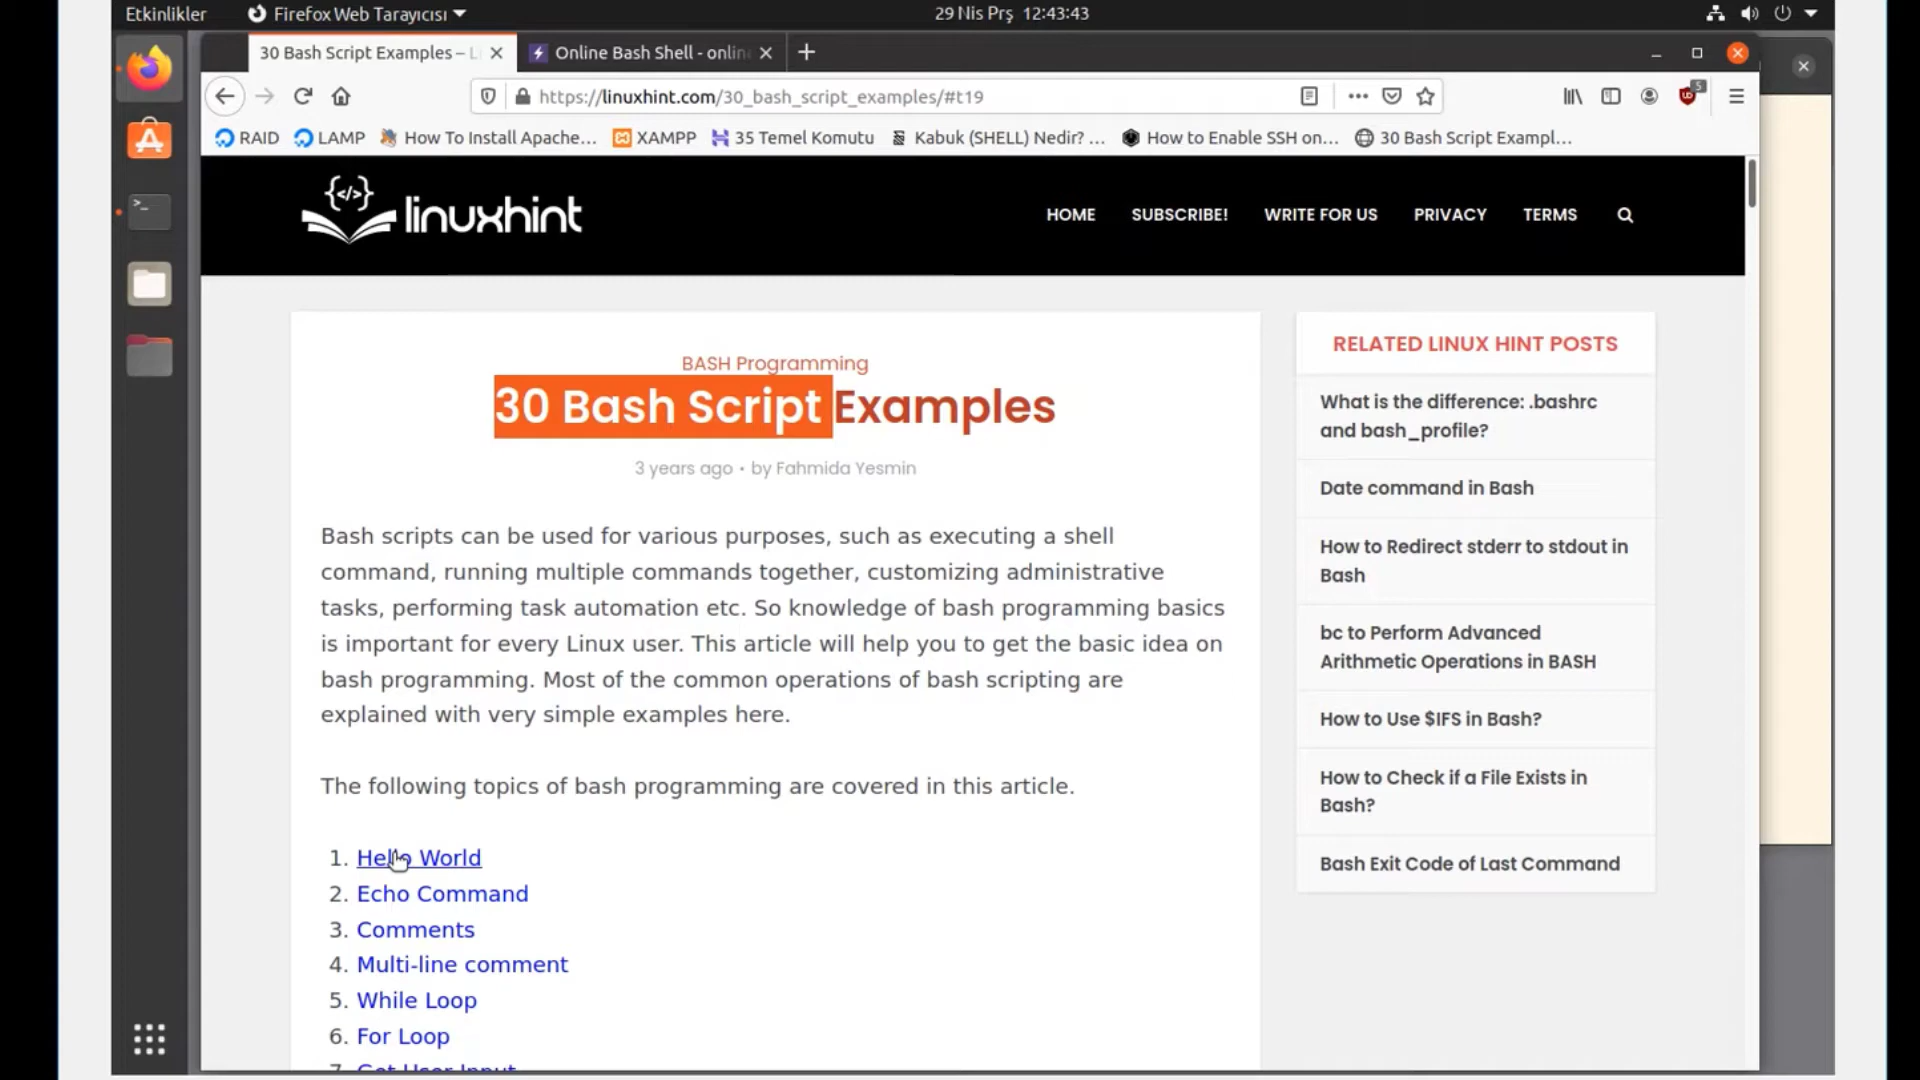 Etkinlikler Firefox Web Tarayıcısı 29 Nis Prş 12:43:43
30 Bash Script Examples – L Online Bash Shell - onlin
https://linuxhint.com/30_bash_script_examples/#t19 5
RAID LAMP How To Install Apache... XAMPP 35 Temel Komutu Kabuk (SHELL) Nedir? ... How to Enable SSH on... 30 Bash Script Exampl...
linuxhint HOME SUBSCRIBE! WRITE FOR US PRIVACY TERMS
BASH Programming
30 Bash Script Examples
3 years ago • by Fahmida Yesmin
Bash scripts can be used for various purposes, such as executing a shell
command, running multiple commands together, customizing administrative
tasks, performing task automation etc. So knowledge of bash programming basics
is important for every Linux user. This article will help you to get the basic idea on
bash programming. Most of the common operations of bash scripting are
explained with very simple examples here.
The following topics of bash programming are covered in this article.
1. Hello World
2. Echo Command
3. Comments
4. Multi-line comment
5. While Loop
6. For Loop
7. Get User Input
RELATED LINUX HINT POSTS
What is the difference: .bashrc
and bash_profile?
Date command in Bash
How to Redirect stderr to stdout in
Bash
bc to Perform Advanced
Arithmetic Operations in BASH
How to Use $IFS in Bash?
How to Check if a File Exists in
Bash?
Bash Exit Code of Last Command